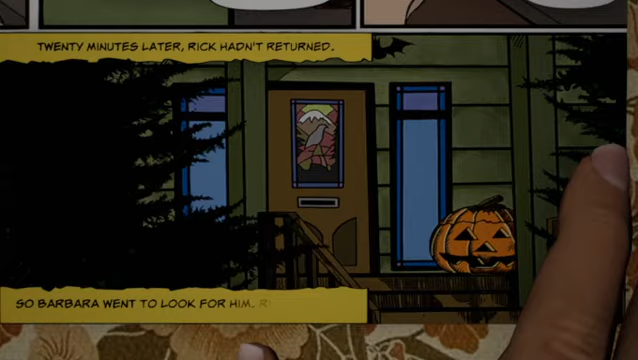 TWENTY MINUTES LATER, RICK HADN'T RETURNED.
SO BARBARA WENT TO LOOK FOR HIM.